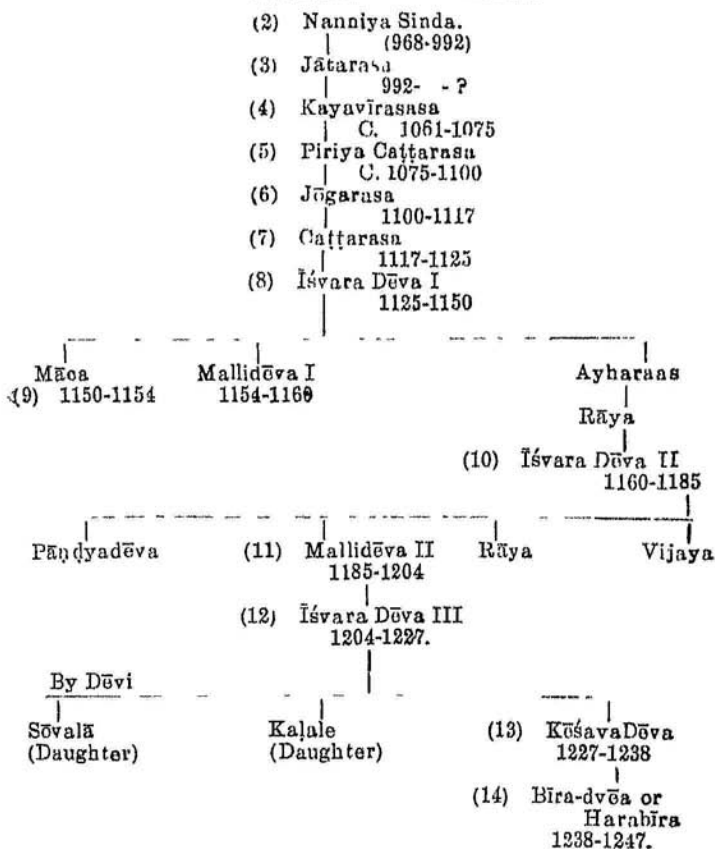 (2) Nanniya Sinda.
(968-992)
(3) Jātarasa
992- - ?
(4) Kayavīrasasa
C. 1061-1075
(5) Piriya Caṭṭarasa
C. 1075-1100
(6) Jōgarasa
1100-1117
(7) Caṭṭarasa
1117-1125
(8) Īśvara Dēva I
1125-1150
Māca Mallidēva I Ayharaas
(9) 1150-1154 1154-1160
Rāya
(10) Īśvara Dēva II
1160-1185
Pāṇḍyadēva (11) Mallidēva II Rāya Vijaya
1185-1204
(12) Īśvara Dēva III
1204-1227.
By Dēvi
Sōvalā Kaḷale (13) KēśavaDēva
(Daughter) (Daughter) 1227-1238
(14) Bīra-dvēa or
Harabīra
1238-1247.